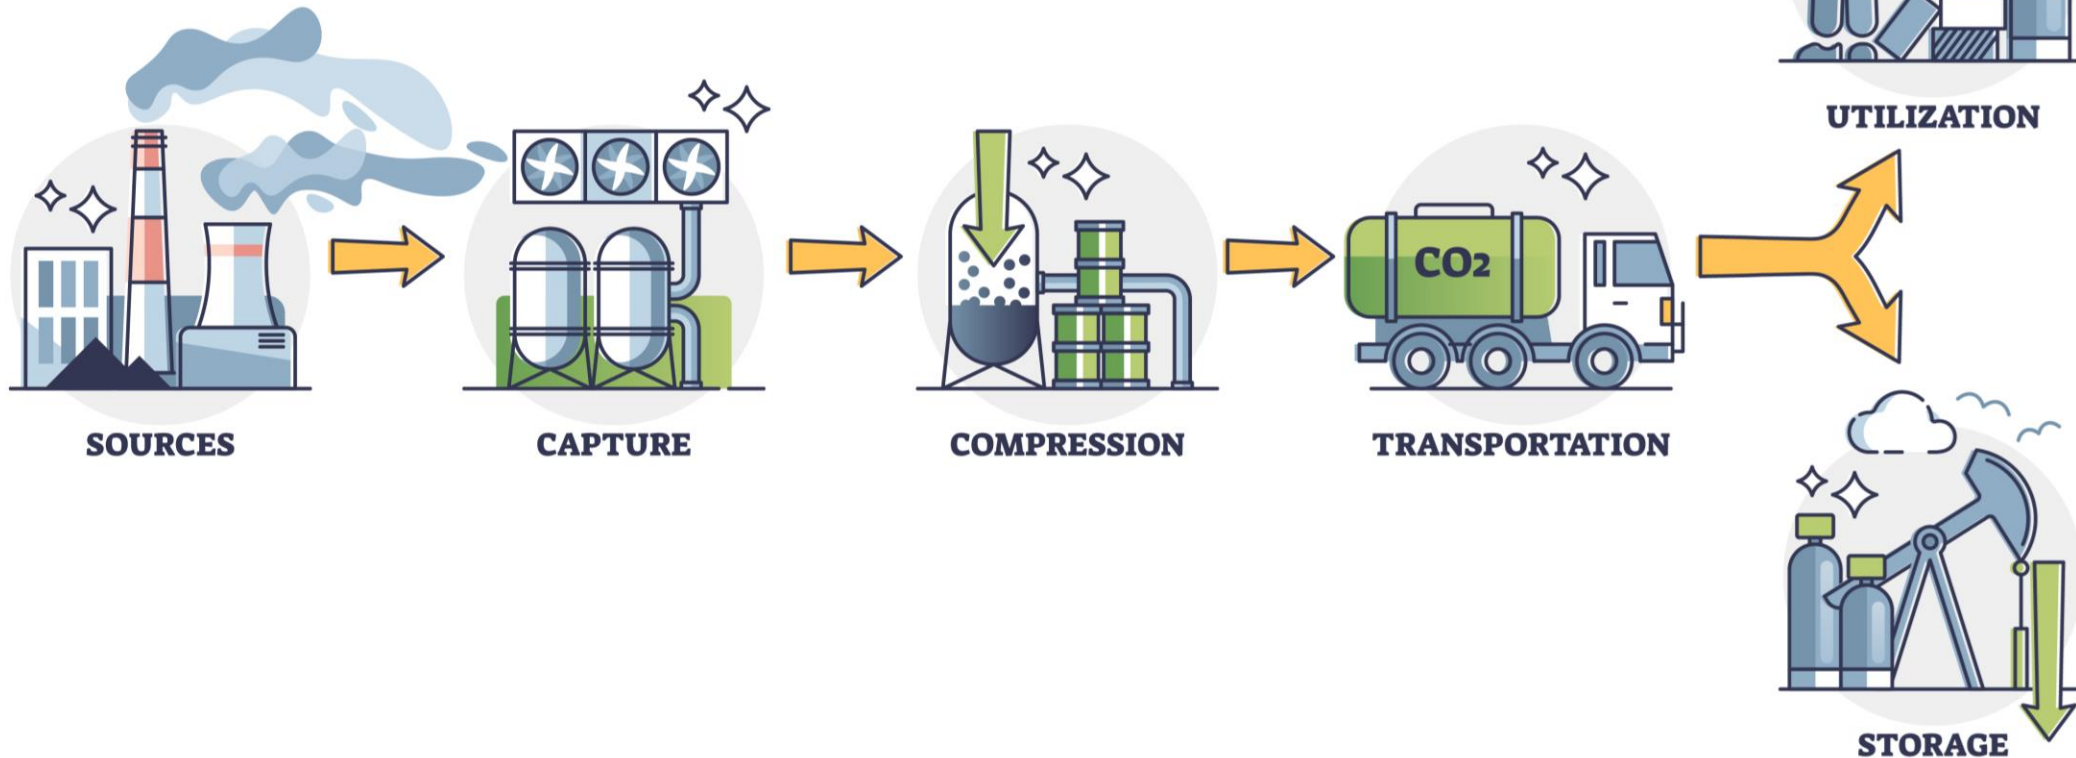 UTILIZATION
CO2
SOURCES
CAPTURE
COMPRESSION
TRANSPORTATION
STORAGE